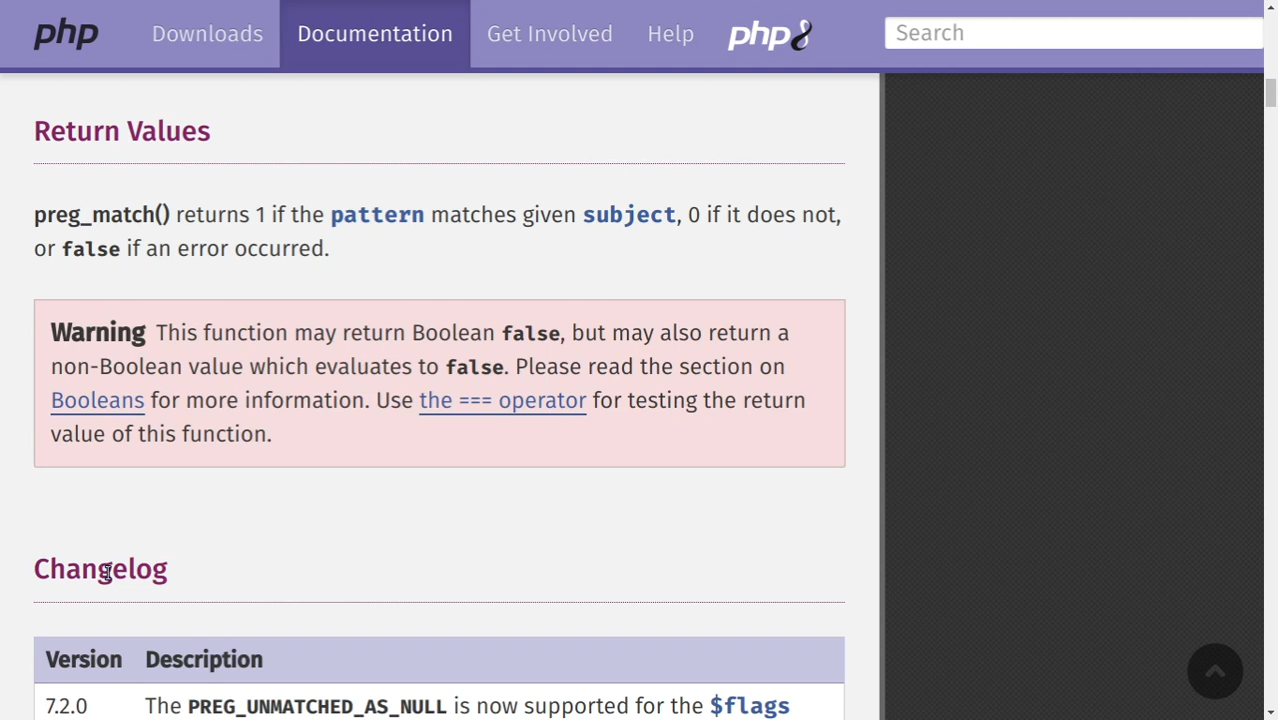 php Downloads Documentation Get Involved Help php8 Search
Return Values
preg_match() returns 1 if the pattern matches given subject, 0 if it does not,
or false if an error occurred.
Warning This function may return Boolean false, but may also return a
non-Boolean value which evaluates to false. Please read the section on
Booleans for more information. Use the === operator for testing the return
value of this function.
Changelog
Version Description
7.2.0 The PREG_UNMATCHED_AS_NULL is now supported for the $flags